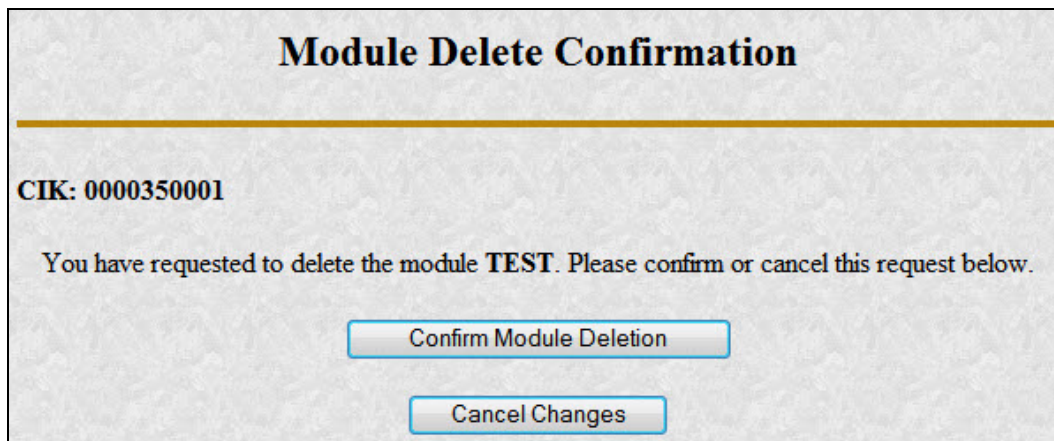 Module Delete Confirmation
CIK: 0000350001
You have requested to delete the module TEST. Please confirm or cancel this request below.
Confirm Module Deletion
Cancel Changes